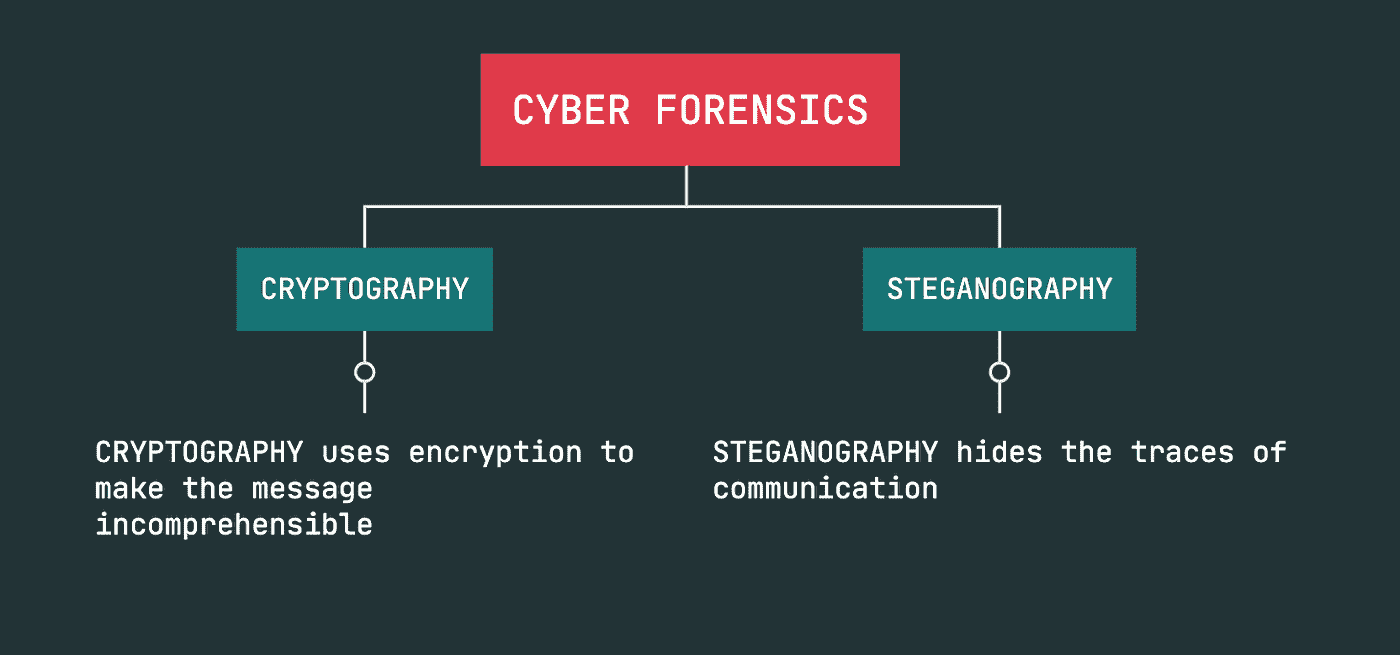 CYBER FORENSICS
CRYPTOGRAPHY
STEGANOGRAPHY
CRYPTOGRAPHY uses encryption to
make the message
incomprehensible
STEGANOGRAPHY hides the traces of
communication